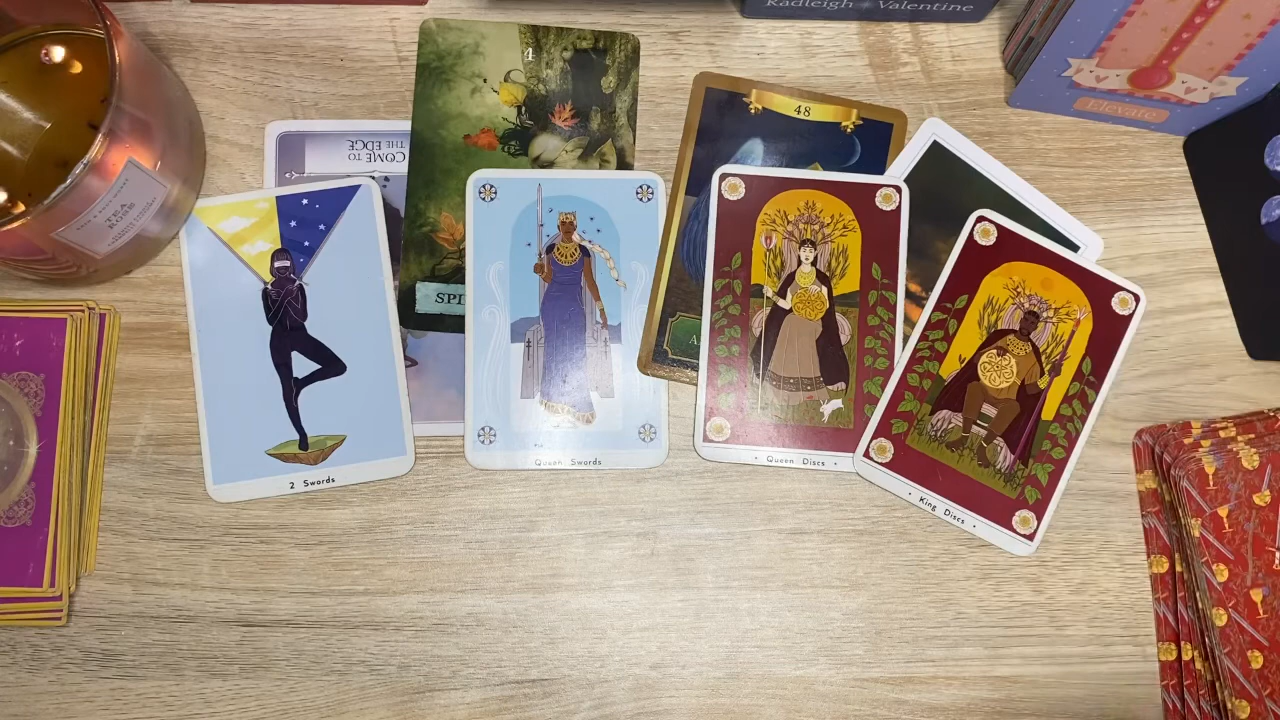 Radleigh Valentine
Elevate
4
48
COME TO
THE EDGE
TEA
ROSE
SPI
A
2 Swords
Queen Swords
• Queen Discs •
• King Discs •